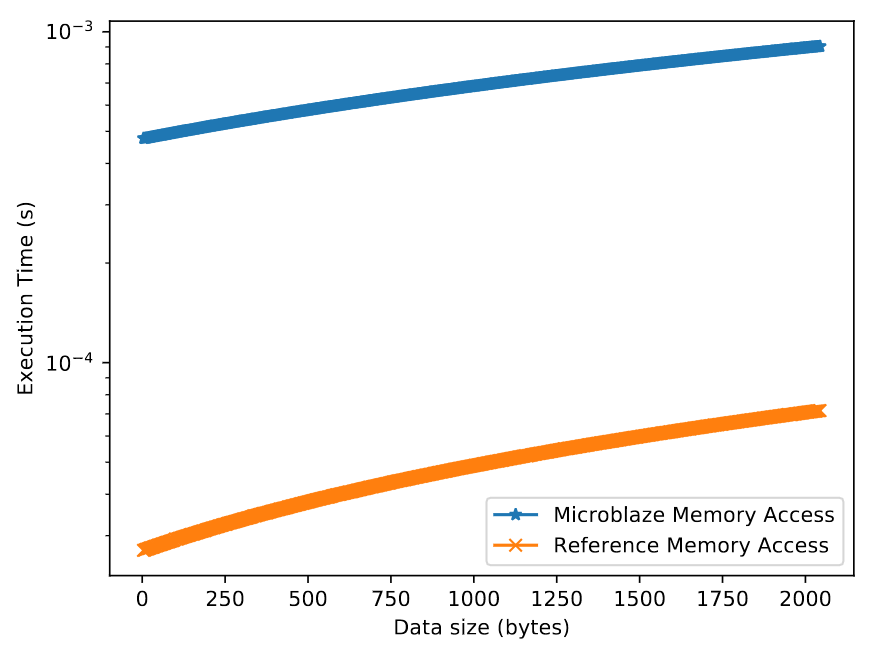 10⁻³
10⁻⁴
Execution Time (s)
Microblaze Memory Access
Reference Memory Access
0 250 500 750 1000 1250 1500 1750 2000
Data size (bytes)